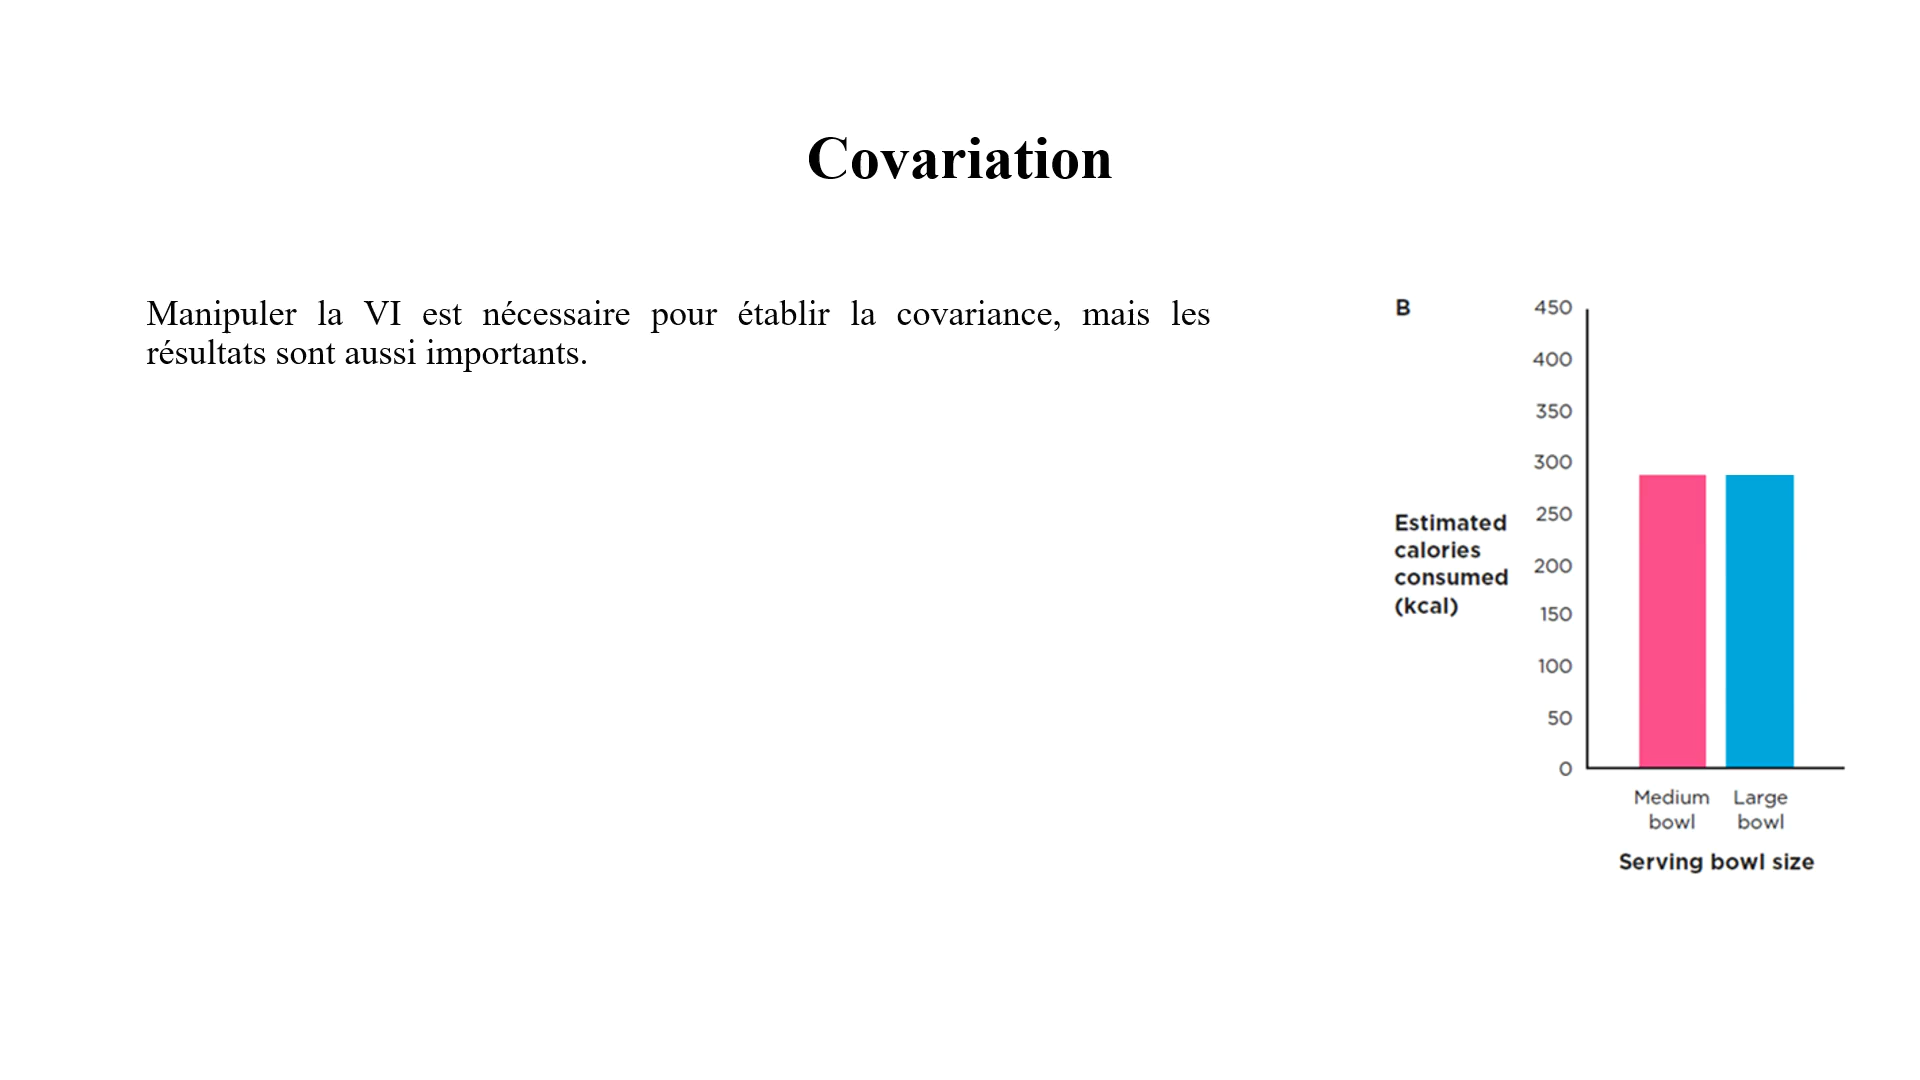 Covariation
Manipuler la VI est nécessaire pour établir la covariance, mais les
résultats sont aussi importants.
B
450
400
350
300
250
200
150
100
50
0
Estimated
calories
consumed
(kcal)
Medium
bowl
Large
bowl
Serving bowl size